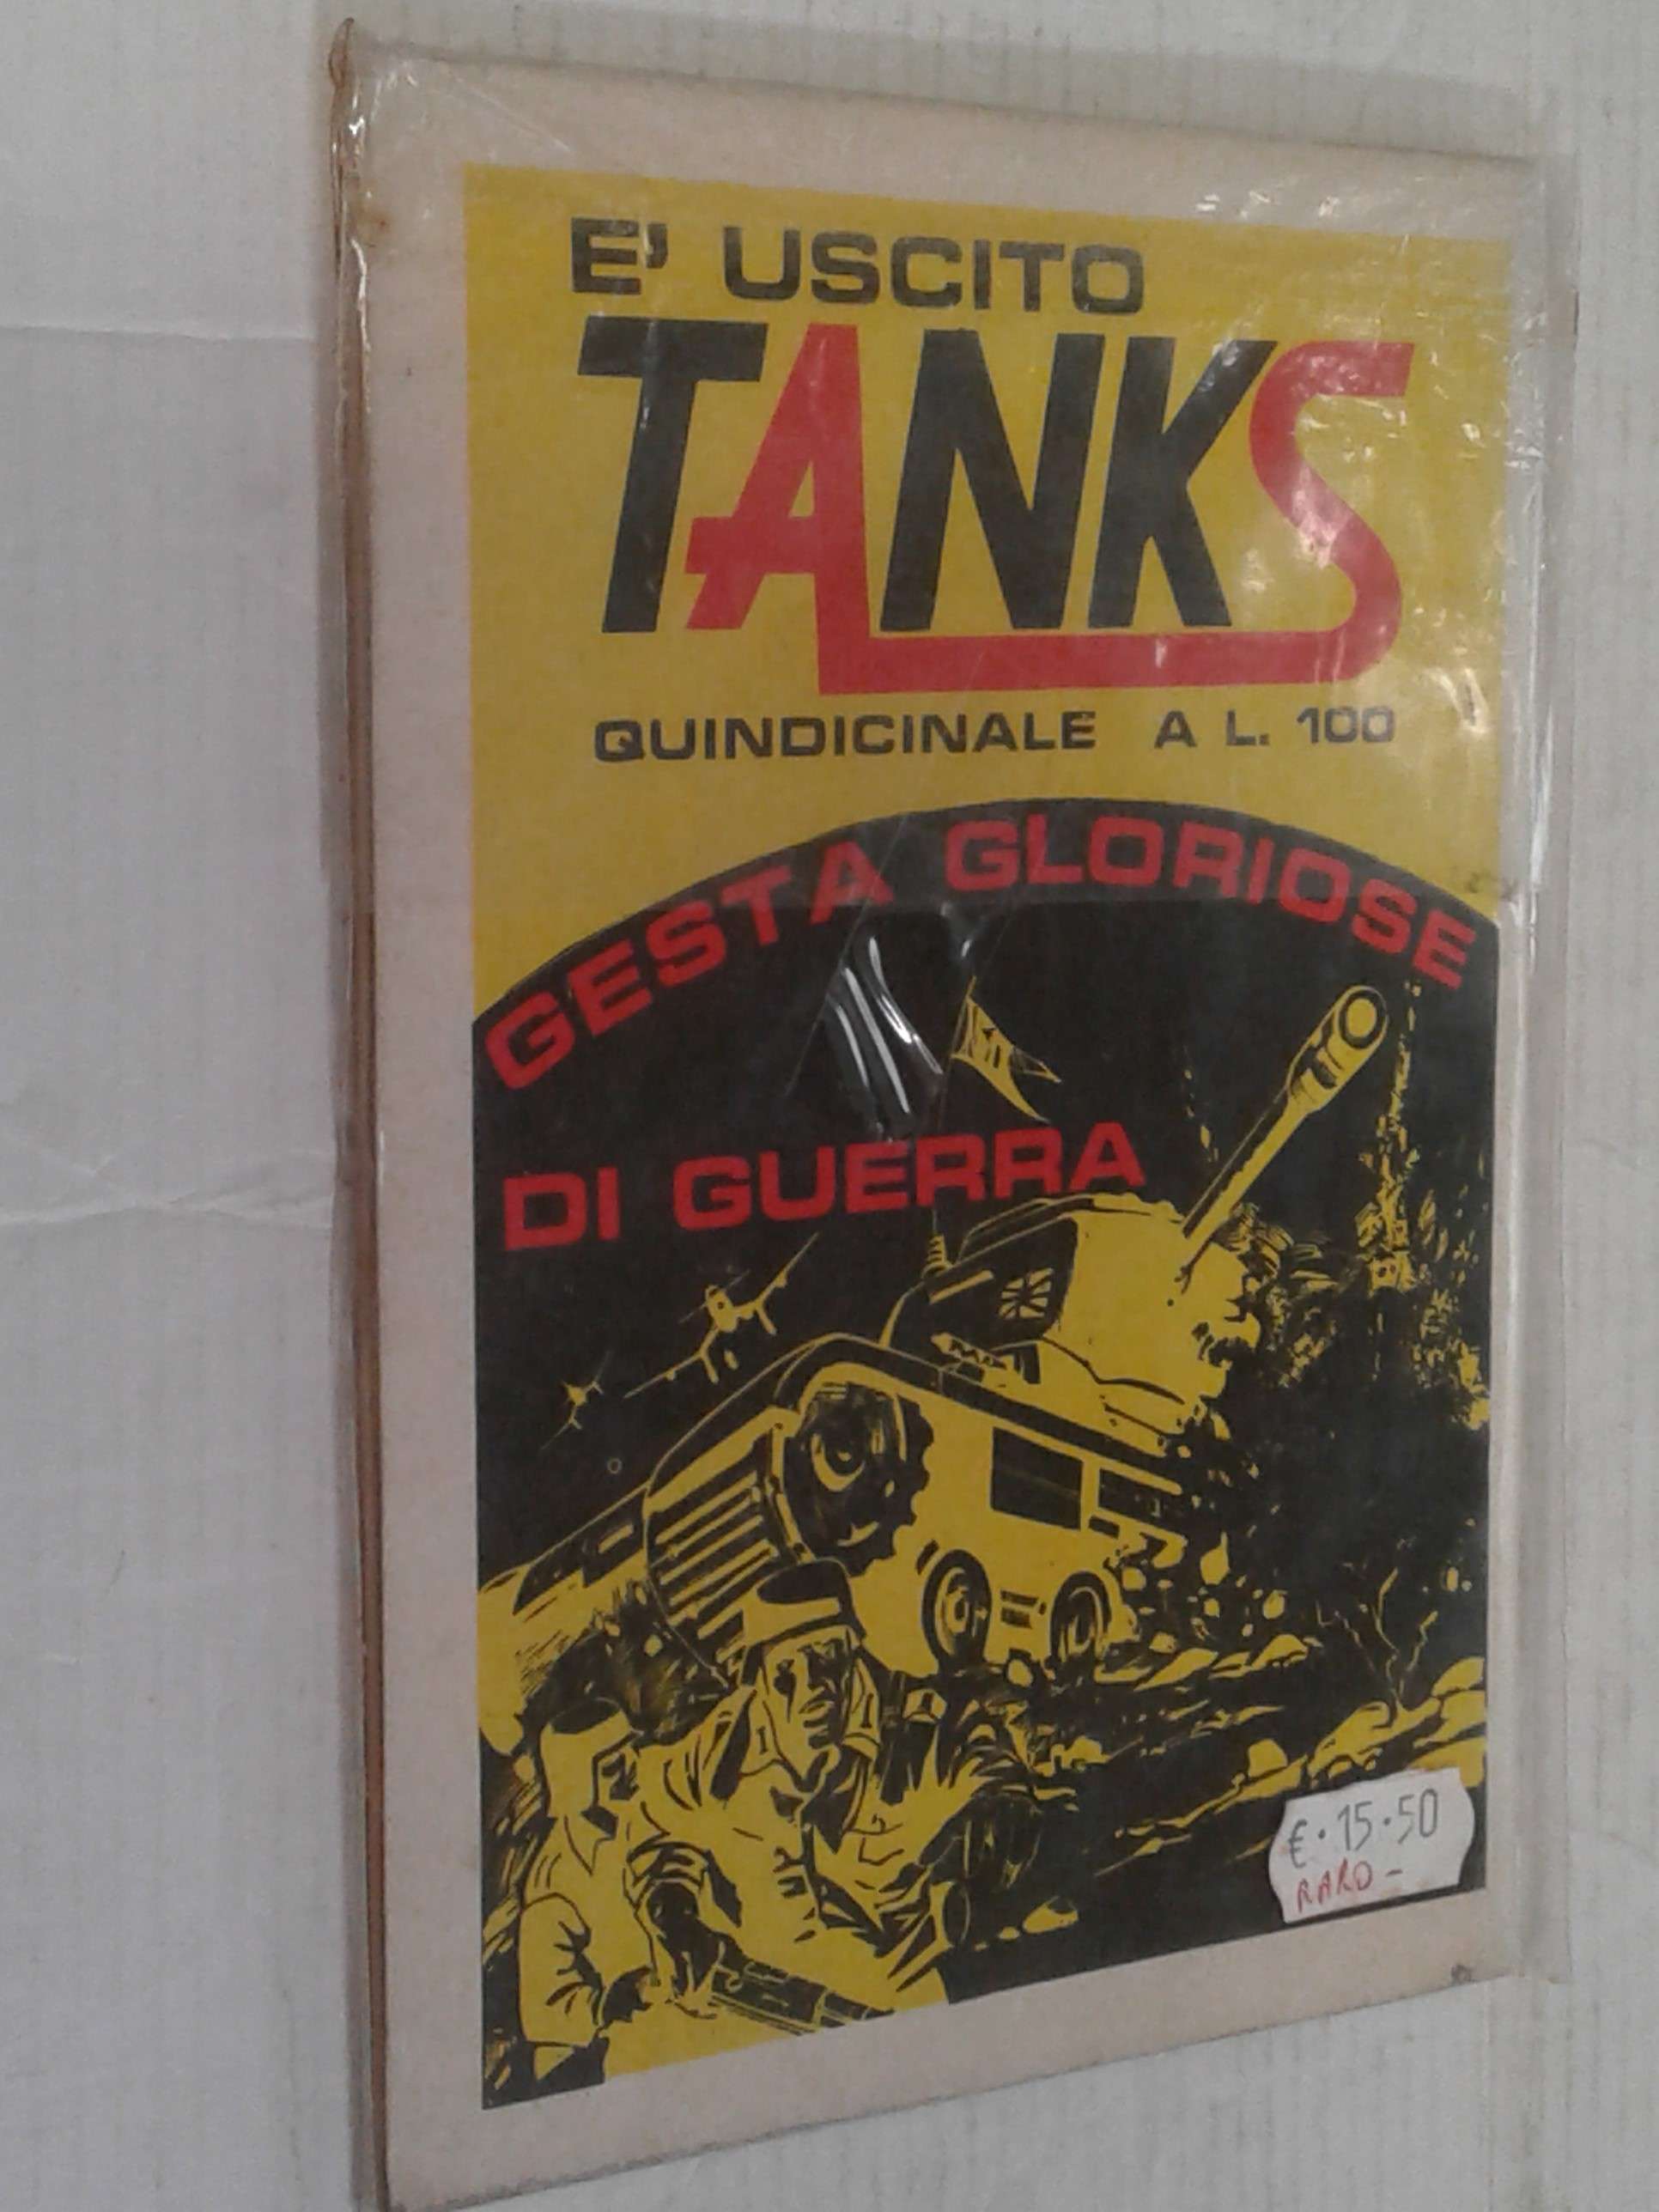 E' USCITO
TANKS
QUINDICINALE A L. 100
GESTA GLORIOSE
DI GUERRA
€·15·50
RARO-